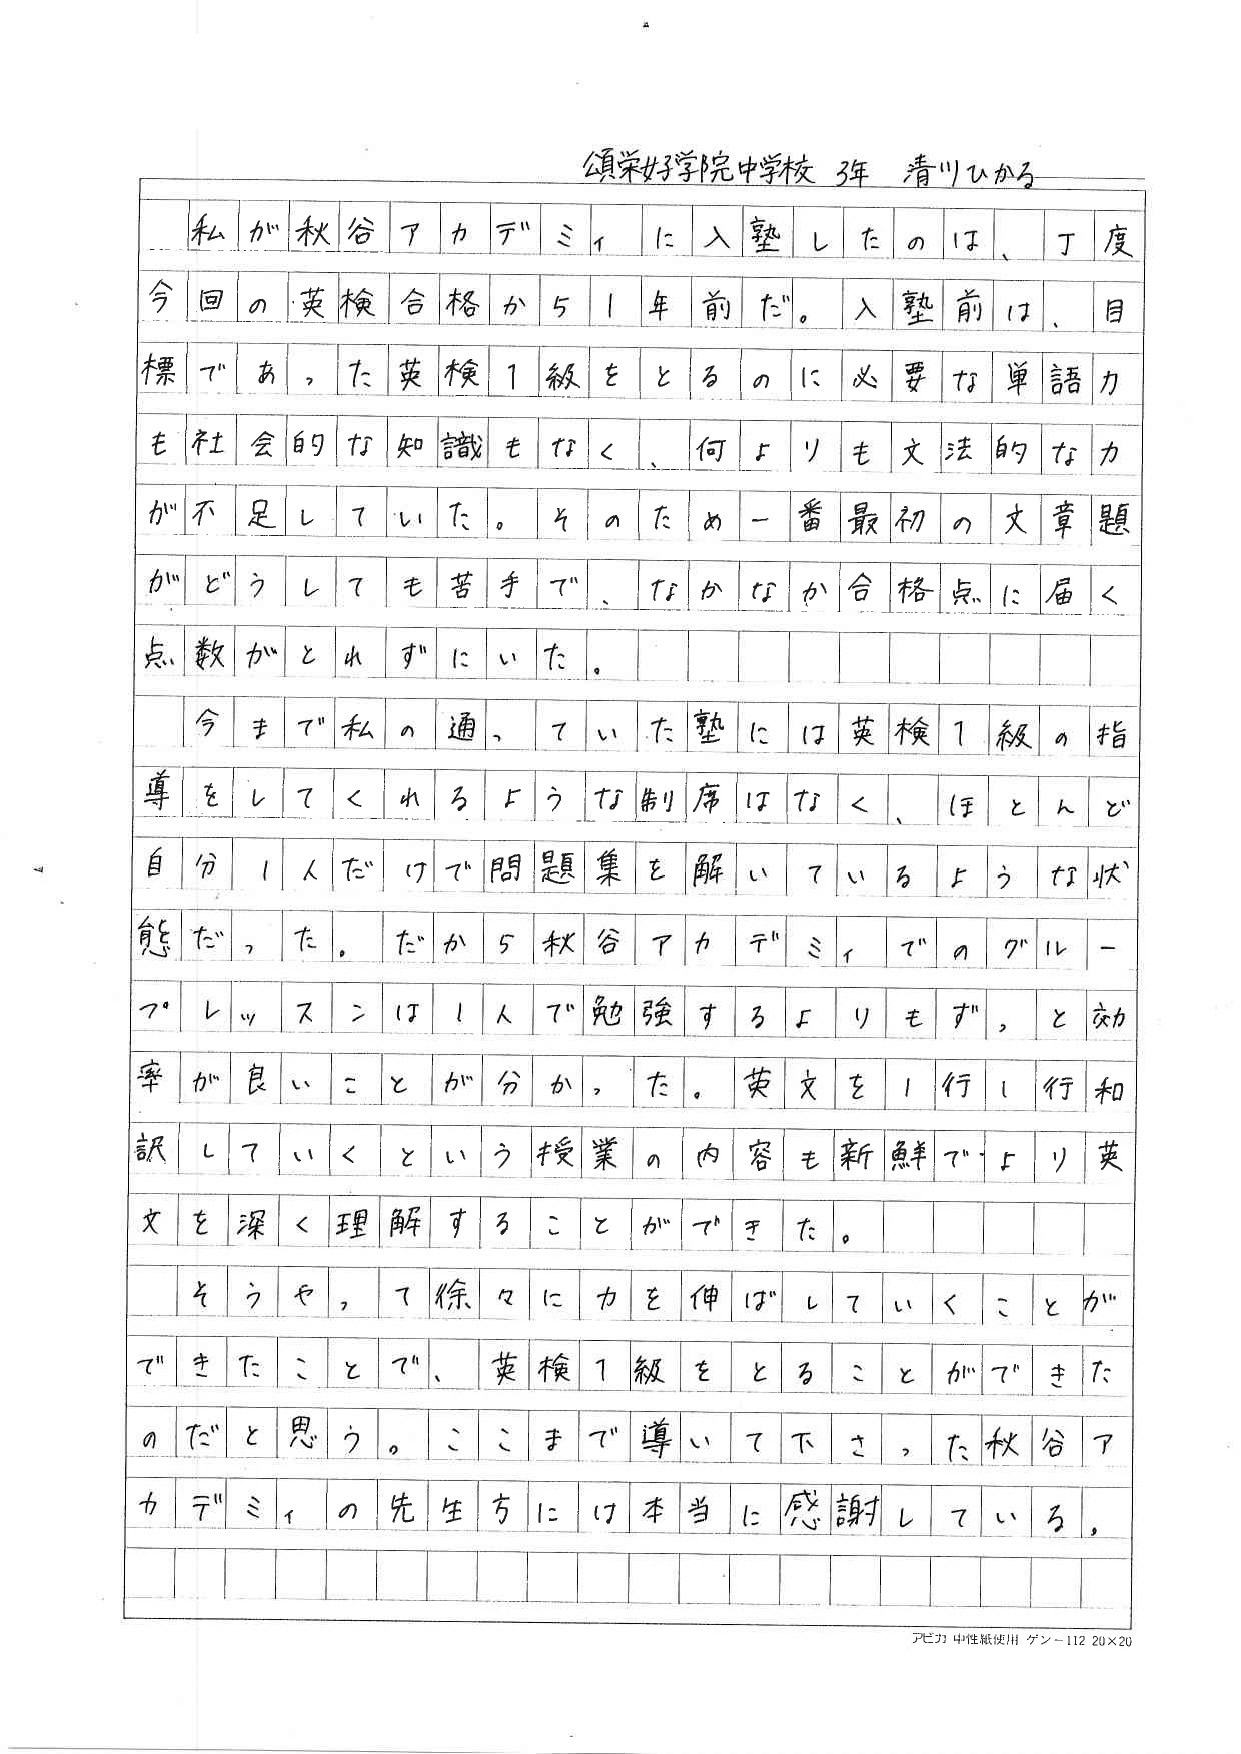 頌栄女子学院中学校 3年 清川ひかる
私が秋谷アカデミィに入塾したのは、丁度
今回の英検合格から1年前だ。入塾前は、目
標であった英検1級をとるのに必要な単語力
も社会的な知識もなく、何よりも文法的な力
が不足していた。そのため一番最初の文章題
がどうしても苦手で、なかなか合格点に届く
点数がとれずにいた。
今まで私の通っていた塾には英検1級の指
導をしてくれるような制席はなく、ほとんど
自分1人だけで問題集を解いているような状
態だった。だから秋谷アカデミィでのグルー
プレッスンは1人で勉強するよりもずっと効
率が良いことが分かった。英文を1行1行和
訳していくという授業の内容も新鮮でより英
文を深く理解することができた。
そうやって徐々に力を伸ばしていくことが
できたことで、英検1級をとることができた
のだと思う。ここまで導いて下さった秋谷ア
カデミィの先生方には本当に感謝している。
アピカ 中性紙使用 ゲンー112 20×20